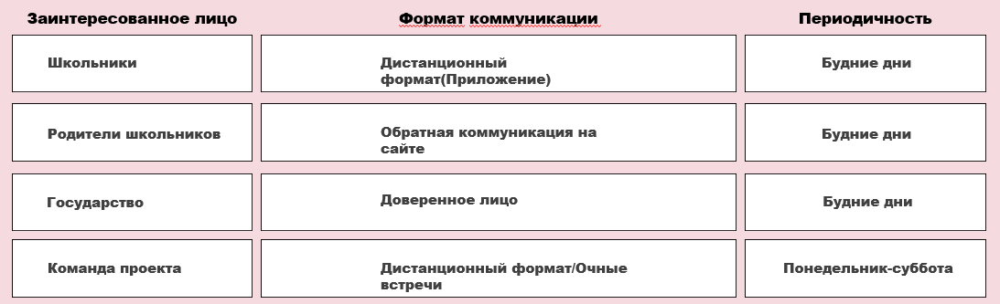 Заинтересованное лицо
Формат коммуникации
Периодичность
Школьники
Дистанционный
формат(Приложение)
Будние дни
Родители школьников
Обратная коммуникация на
сайте
Будние дни
Государство
Доверенное лицо
Будние дни
Команда проекта
Дистанционный формат/Очные
встречи
Понедельник-суббота